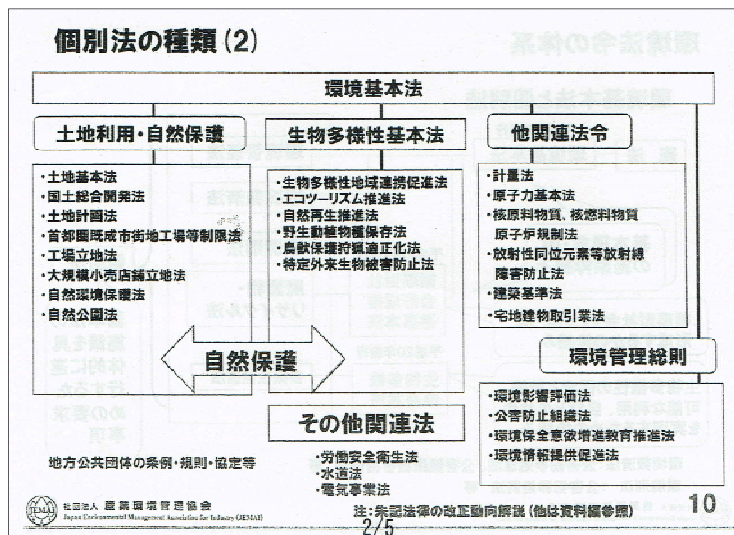 個別法の種類(2)
環境基本法
土地利用・自然保護
・土地基本法
・国土総合開発法
・土地計画法
・首都圏既成市街地工場等制限法
・工場立地法
・大規模小売店舗立地法
・自然環境保護法
・自然公園法
生物多様性基本法
・生物多様性地域連携促進法
・エコツーリズム推進法
・自然再生推進法
・野生動植物種保存法
・鳥獣保護狩猟適正化法
・特定外来生物被害防止法
他関連法令
・計量法
・原子力基本法
・核原料物質、核燃料物質
原子炉規制法
・放射性同位元素等放射線
障害防止法
・建築基準法
・宅地建物取引業法
自然保護
環境管理総則
・環境影響評価法
・公害防止組織法
・環境保全意欲増進教育推進法
・環境情報提供促進法
その他関連法
・労働安全衛生法
・水道法
・電気事業法
地方公共団体の条例・規則・協定等
JEMAI
社団法人 産業環境管理協会
Japan Environmental Management Association for Industry (JEMAI)
注:朱記法律の改正動向解説(他は資料編参照)
10
2/5